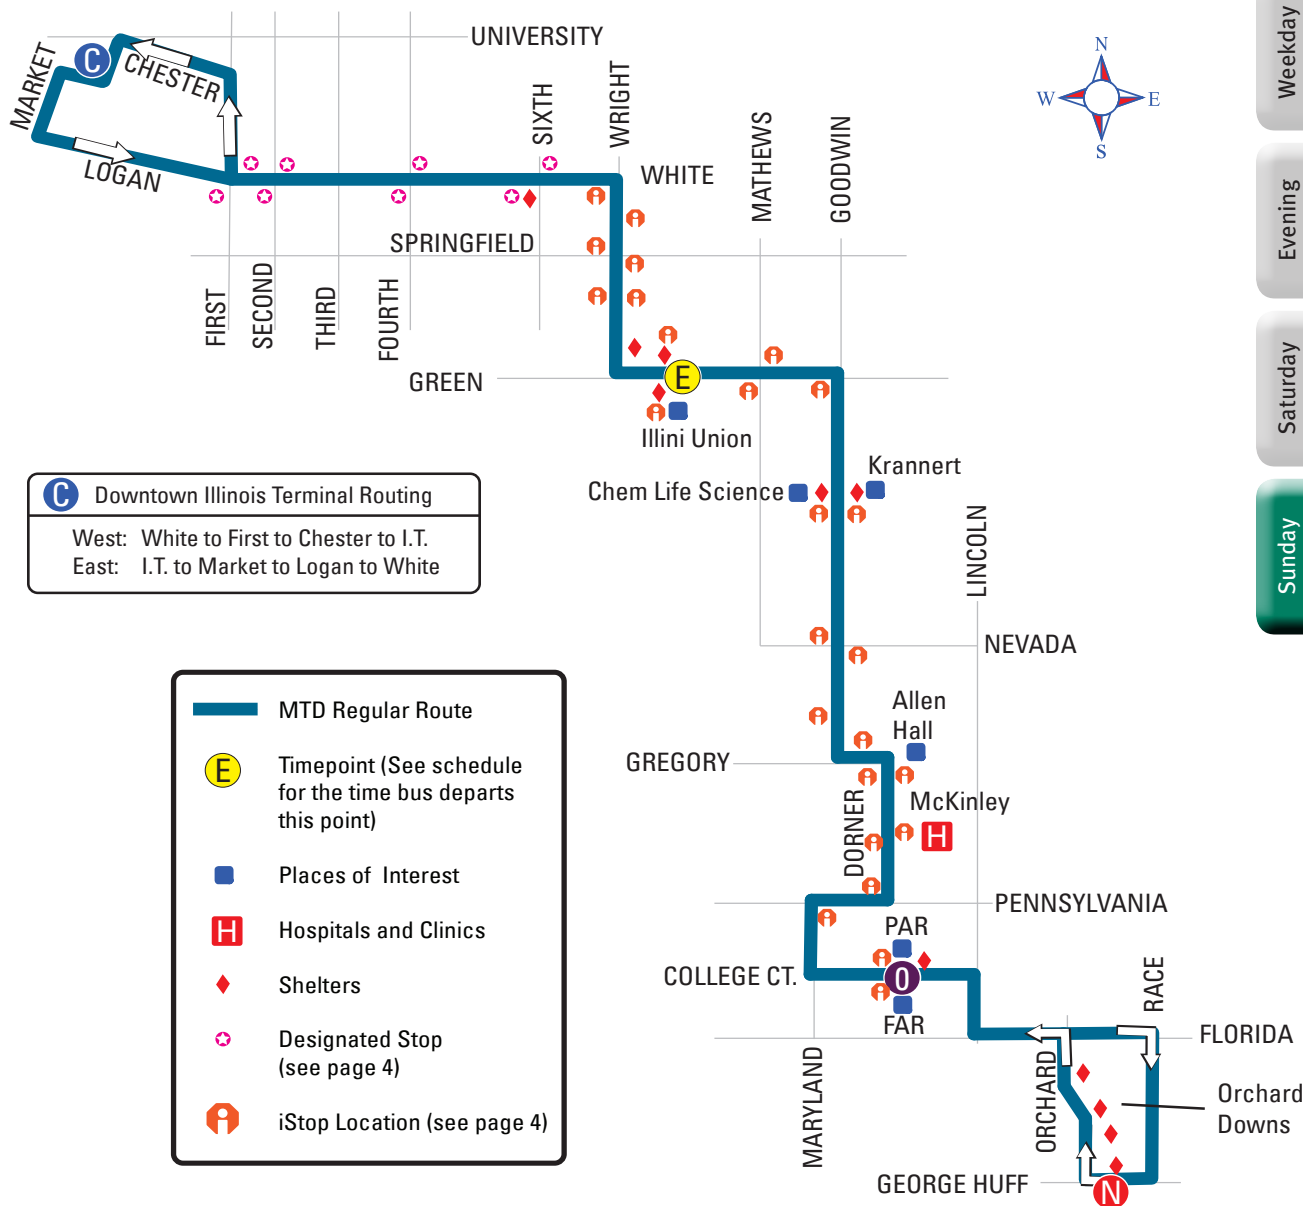 UNIVERSITY
MARKET
C
CHESTER
LOGAN
SIXTH
WRIGHT
WHITE
MATHEWS
GOODWIN
N
W
E
S
Weekday
Evening
Saturday
Sunday
SPRINGFIELD
FIRST
SECOND
THIRD
FOURTH
GREEN
E
Illini Union
Krannert
Chem Life Science
LINCOLN
C Downtown Illinois Terminal Routing
West: White to First to Chester to I.T.
East: I.T. to Market to Logan to White
NEVADA
Allen
Hall
GREGORY
McKinley
H
DORNER
PENNSYLVANIA
PAR
COLLEGE CT.
O
FAR
RACE
FLORIDA
MARYLAND
ORCHARD
Orchard
Downs
GEORGE HUFF
N
MTD Regular Route
E Timepoint (See schedule
for the time bus departs
this point)
Places of Interest
H Hospitals and Clinics
Shelters
Designated Stop
(see page 4)
iStop Location (see page 4)